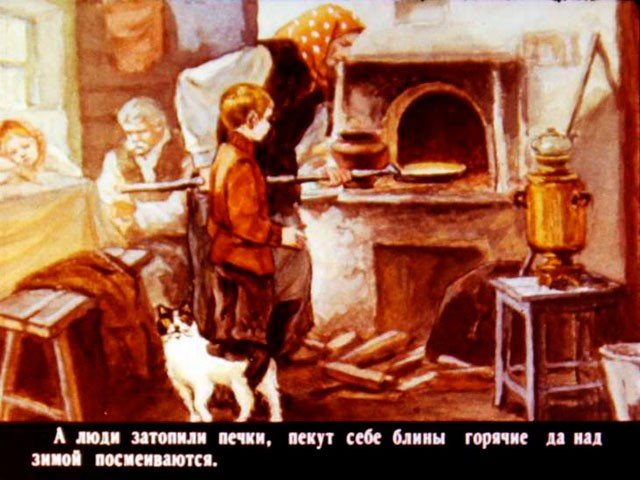 А люди затопили печки, пекут себе блины горячие да над
зимой посмеиваются.